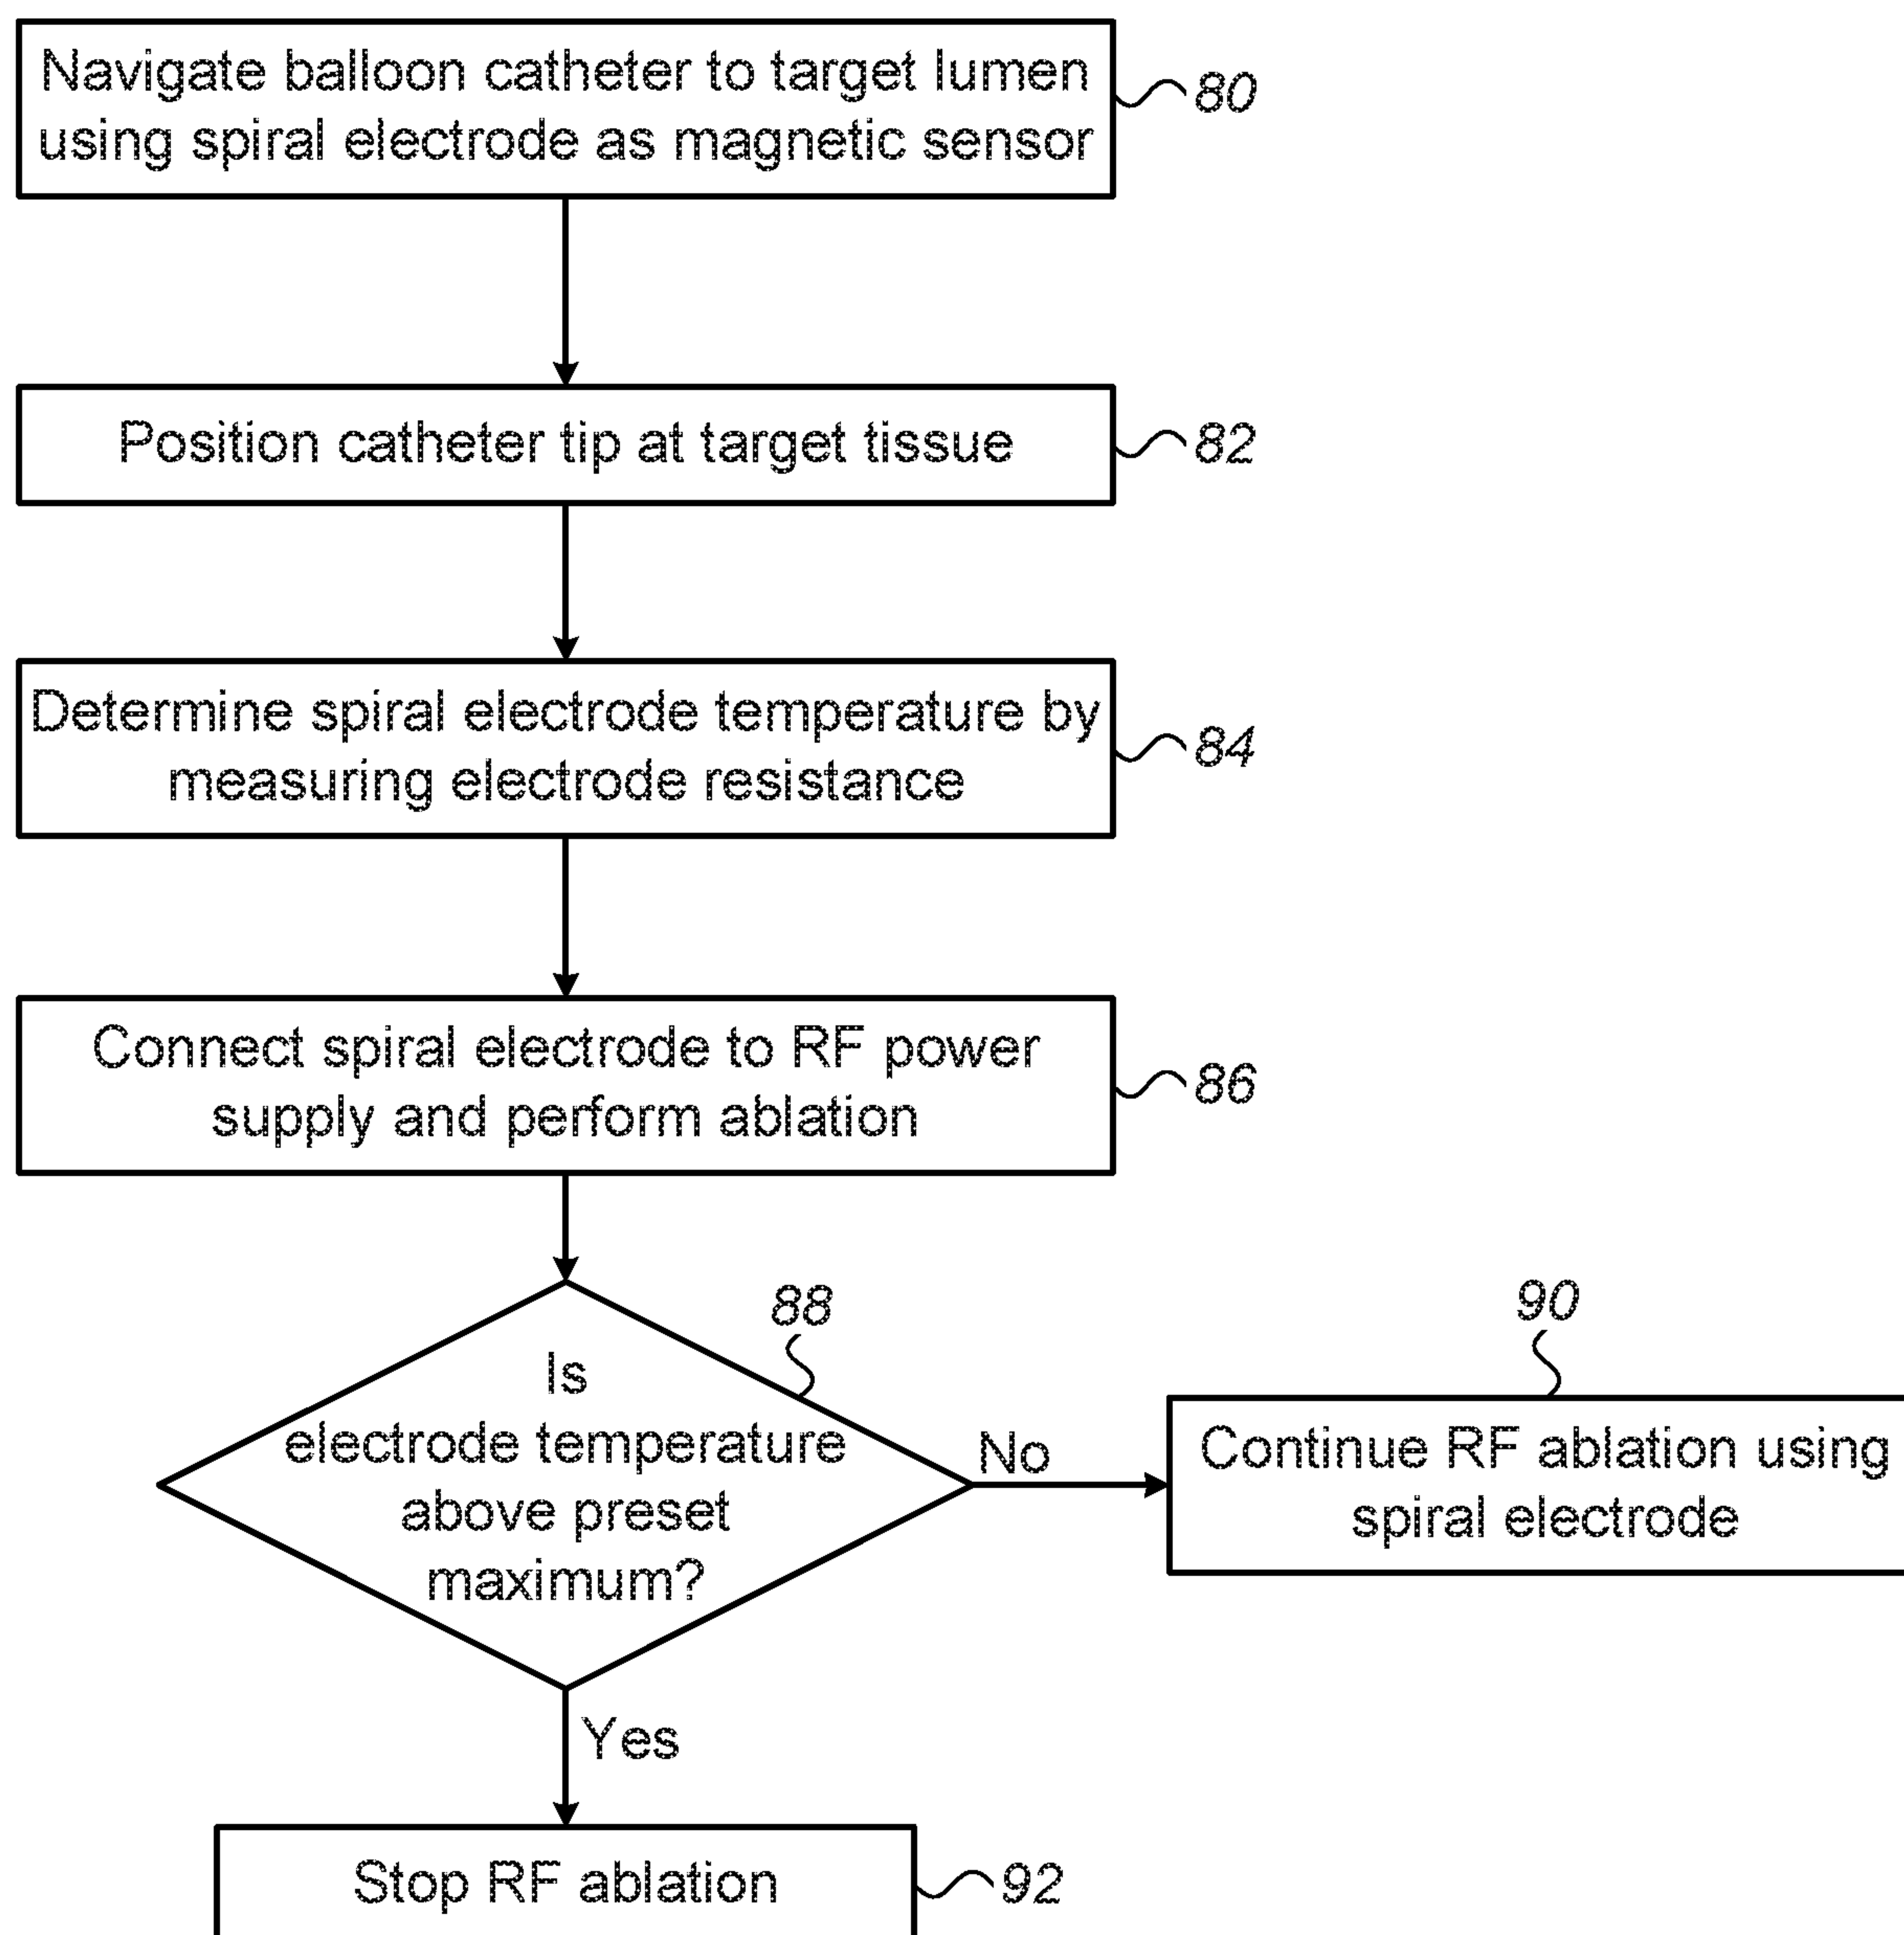 Navigate balloon catheter to target lumen
using spiral electrode as magnetic sensor
80
Position catheter tip at target tissue
82
Determine spiral electrode temperature by
measuring electrode resistance
84
Connect spiral electrode to RF power
supply and perform ablation
86
88
Is
electrode temperature
above preset
maximum?
No
90
Continue RF ablation using
spiral electrode
Yes
Stop RF ablation
92